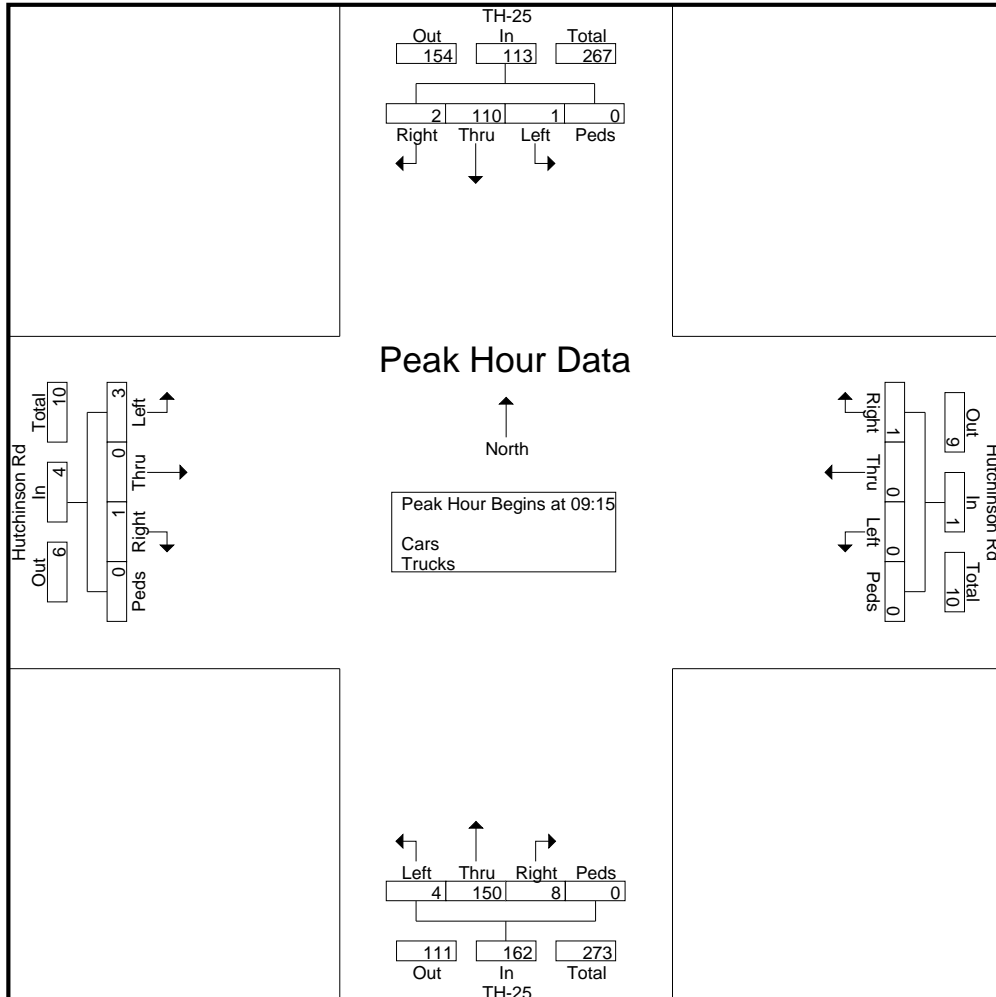 TH-25
Out In Total
154 113 267
2 110 1 0
Right Thru Left Peds
Peak Hour Data
North
Peak Hour Begins at 09:15
Cars
Trucks
Hutchinson Rd
Total In Out
10 4 6
3 0 1 0
Left Thru Right Peds
Hutchinson Rd
Out In Total
9 1 10
Right Thru Left Peds
1 0 0 0
Left Thru Right Peds
4 150 8 0
111 162 273
Out In Total
TH-25